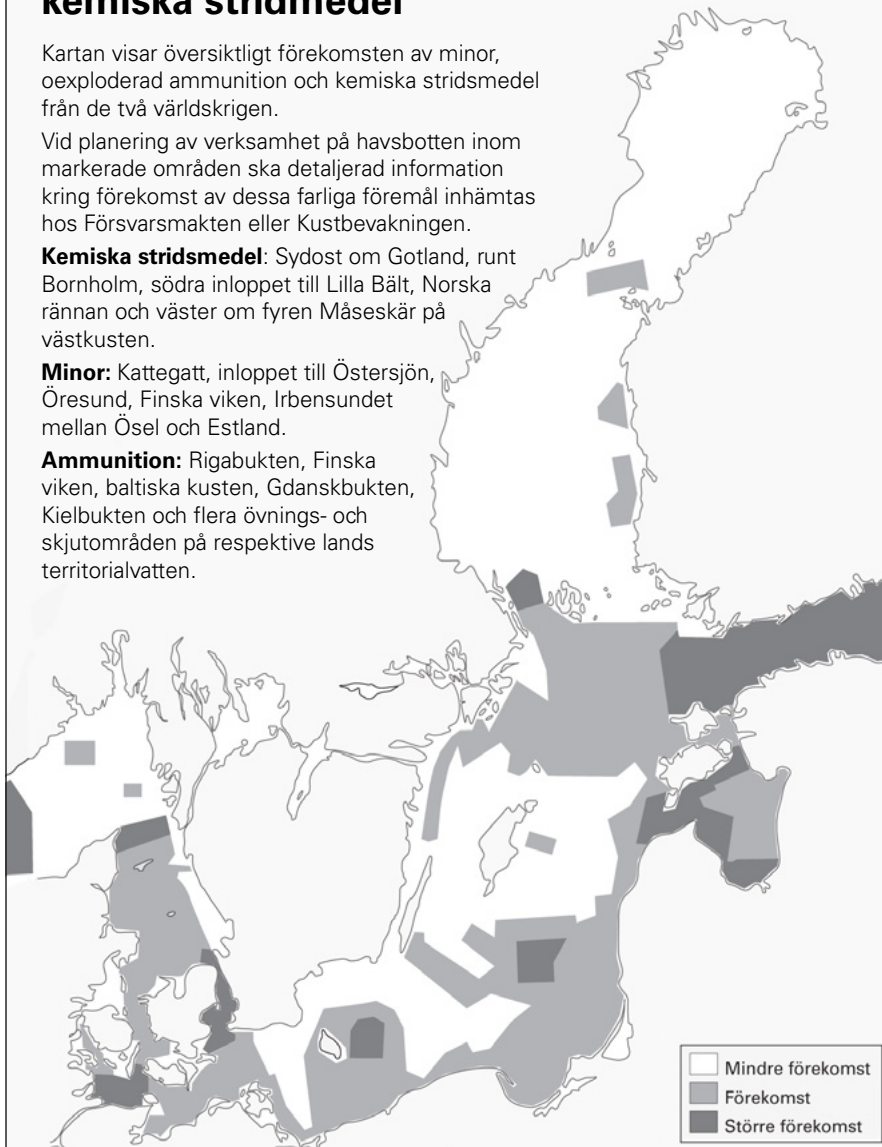 kemiska stridmedel
Kartan visar översiktligt förekomsten av minor,
oexploderad ammunition och kemiska stridsmedel
från de två världskrigen.
Vid planering av verksamhet på havsbotten inom
markerade områden ska detaljerad information
kring förekomst av dessa farliga föremål inhämtas
hos Försvarsmakten eller Kustbevakningen.
Kemiska stridsmedel: Sydost om Gotland, runt
Bornholm, södra inloppet till Lilla Bält, Norska
rännan och väster om fyren Måseskär på
västkusten.
Minor: Kattegatt, inloppet till Östersjön,
Öresund, Finska viken, Irbensundet
mellan Ösel och Estland.
Ammunition: Rigabukten, Finska
viken, baltiska kusten, Gdanskbukten,
Kielbukten och flera övnings- och
skjutområden på respektive lands
territorialvatten.
Mindre förekomst
Förekomst
Större förekomst